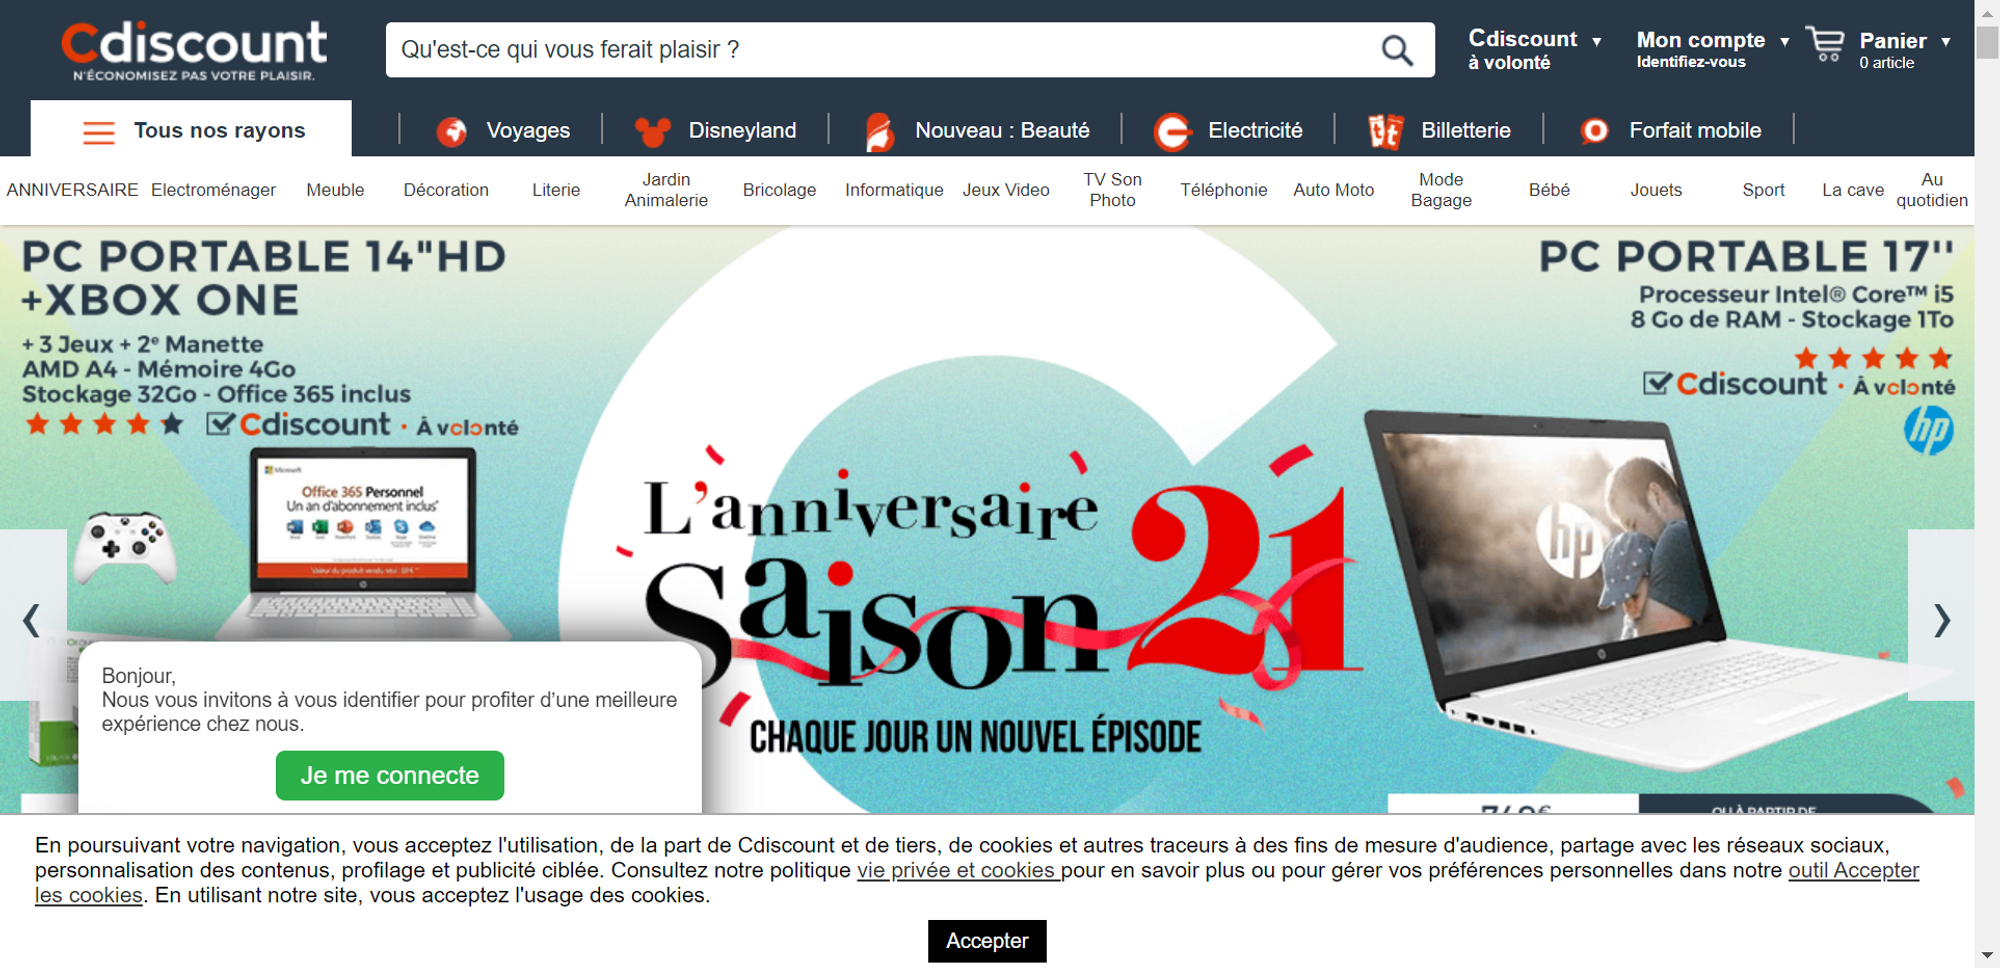 Cdiscount
N'ÉCONOMISEZ PAS VOTRE PLAISIR.
Qu'est-ce qui vous ferait plaisir ?
Cdiscount
à volonté
Mon compte
Identifiez-vous
Panier
0 article
Tous nos rayons
Voyages
Disneyland
Nouveau : Beauté
Electricité
Billetterie
Forfait mobile
ANNIVERSAIRE
Electroménager
Meuble
Décoration
Literie
Jardin
Animalerie
Bricolage
Informatique
Jeux Video
TV Son
Photo
Téléphonie
Auto Moto
Mode
Bagage
Bébé
Jouets
Sport
La cave
Au
quotidien
PC PORTABLE 14"HD
+XBOX ONE
+ 3 Jeux + 2e Manette
AMD A4 - Mémoire 4Go
Stockage 32Go - Office 365 inclus
Cdiscount · À volonté
Microsoft
Office 365 Personnel
Un an d'abonnement inclus*
L'anniversaire
Saison 21
CHAQUE JOUR UN NOUVEL ÉPISODE
PC PORTABLE 17''
Processeur Intel® Core™ i5
8 Go de RAM - Stockage 1To
Cdiscount · À volonté
hp
hp
OU À PARTIR DE
Bonjour,
Nous vous invitons à vous identifier pour profiter d’une meilleure
expérience chez nous.
Je me connecte
En poursuivant votre navigation, vous acceptez l'utilisation, de la part de Cdiscount et de tiers, de cookies et autres traceurs à des fins de mesure d'audience, partage avec les réseaux sociaux,
personnalisation des contenus, profilage et publicité ciblée. Consultez notre politique vie privée et cookies pour en savoir plus ou pour gérer vos préférences personnelles dans notre outil Accepter
les cookies. En utilisant notre site, vous acceptez l'usage des cookies.
Accepter